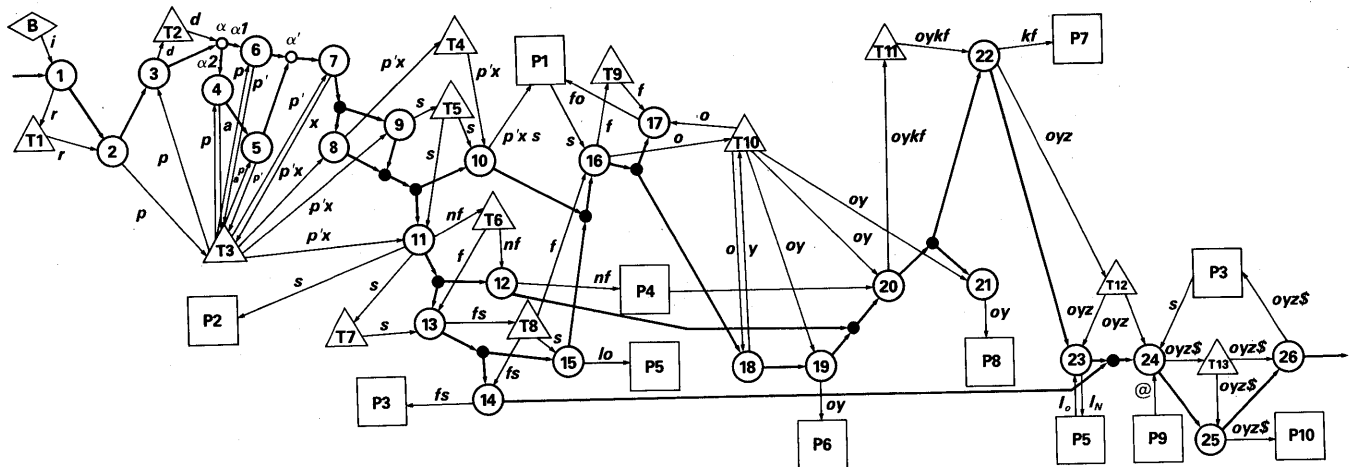 B
i
1
r
T1
r
2
p
3
d
T2
d
α
α1
α2
6
α'
7
4
p
p'
p'
a
p
p
5
a
p'
p'
x
T3
p'x
p'x
p'x
8
9
s
T4
p'x
p'x
T5
s
s
10
p'x s
P1
s
fo
T9
f
f
17
o
o
16
T10
11
nf
T6
nf
f
f
s
P2
s
T7
s
12
nf
P4
13
fs
T8
s
fs
15
lo
P5
14
fs
P3
o
y
oy
oy
oy
18
19
oy
P6
20
21
oy
P8
oykf
T11
oykf
22
kf
P7
oyz
T12
oyz
oyz
23
I₀
I_N
P5
24
@
P9
s
P3
oyz$
oyz$
T13
oyz$
oyz$
25
oyz$
P10
26